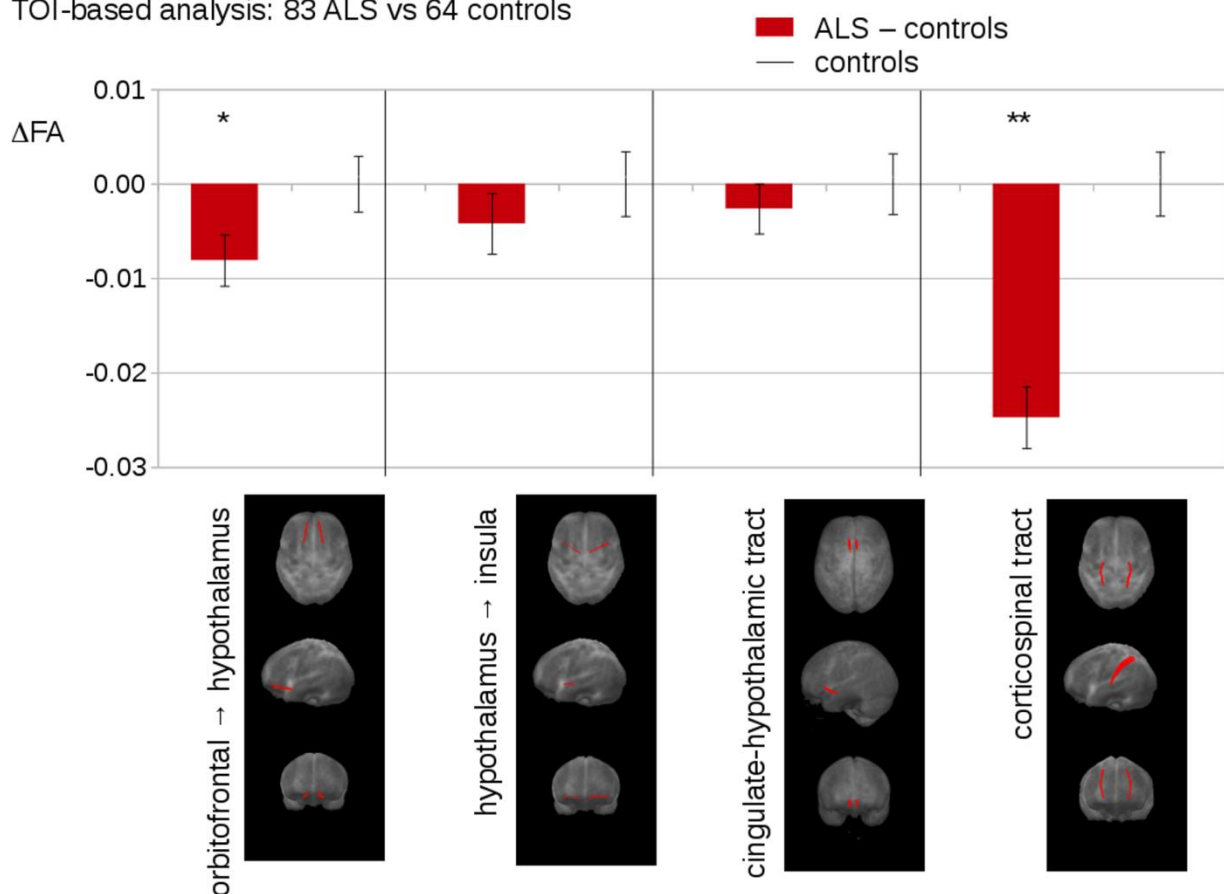 TOI-based analysis: 83 ALS vs 64 controls
ALS – controls
controls
0.01
ΔFA
*
**
0.00
-0.01
-0.02
-0.03
orbitofrontal → hypothalamus
hypothalamus → insula
cingulate-hypothalamic tract
corticospinal tract